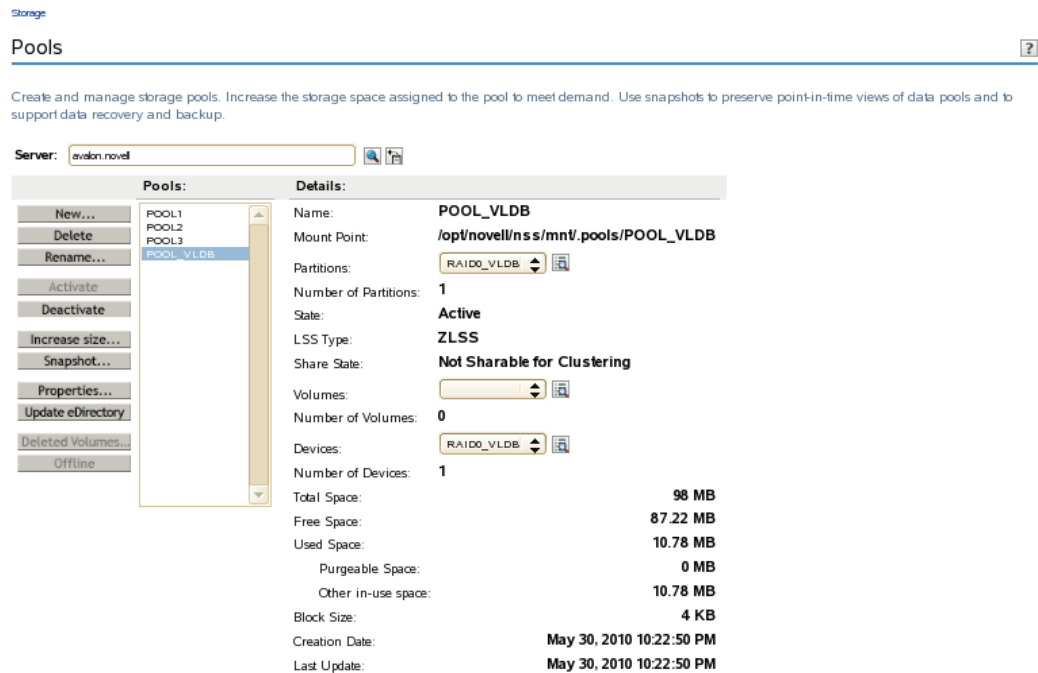 Storage
Pools
?
Create and manage storage pools. Increase the storage space assigned to the pool to meet demand. Use snapshots to preserve point-in-time views of data pools and to
support data recovery and backup.
Server: avalon.novell
Pools: Details:
New...
Delete
Rename...
Activate
Deactivate
Increase size...
Snapshot...
Properties...
Update eDirectory
Deleted Volumes...
Offline
POOL1
POOL2
POOL3
POOL_VLDB
Name: POOL_VLDB
Mount Point: /opt/novell/nss/mnt/.pools/POOL_VLDB
Partitions: RAID0_VLDB
Number of Partitions: 1
State: Active
LSS Type: ZLSS
Share State: Not Sharable for Clustering
Volumes:
Number of Volumes: 0
Devices: RAID0_VLDB
Number of Devices: 1
Total Space: 98 MB
Free Space: 87.22 MB
Used Space: 10.78 MB
Purgeable Space: 0 MB
Other in-use space: 10.78 MB
Block Size: 4 KB
Creation Date: May 30, 2010 10:22:50 PM
Last Update: May 30, 2010 10:22:50 PM